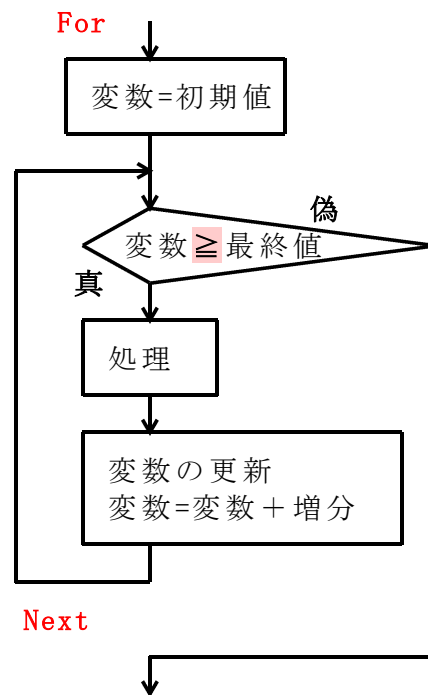 For
変数=初期値
偽
変数≧最終値
真
処理
変数の更新
変数=変数＋増分
Next